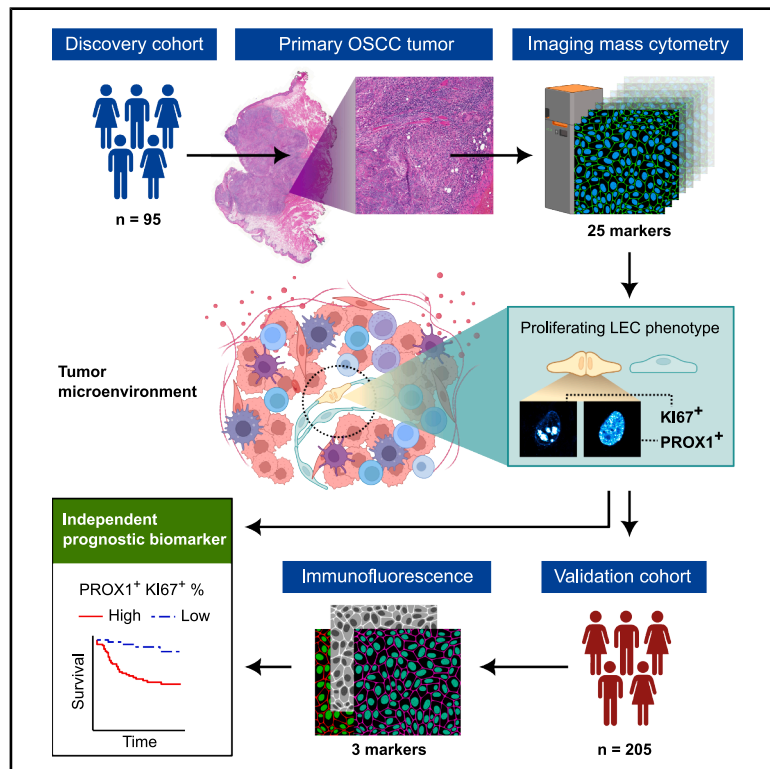 Discovery cohort
Primary OSCC tumor
Imaging mass cytometry
n = 95
25 markers
Tumor
microenvironment
Proliferating LEC phenotype
KI67+
PROX1+
Independent
prognostic biomarker
PROX1+ KI67+ %
High
Low
Survival
Time
Immunofluorescence
3 markers
Validation cohort
n = 205